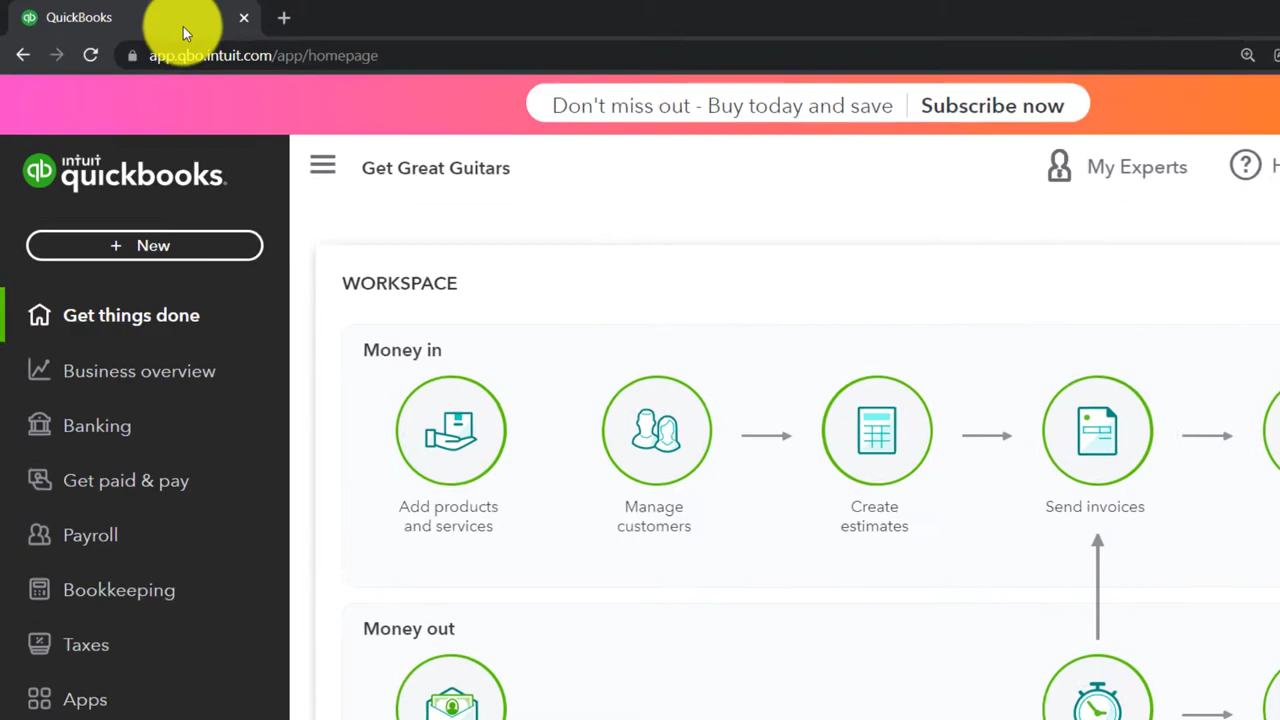 QuickBooks
app.qbo.intuit.com/app/homepage
Don't miss out - Buy today and save
Subscribe now
qb intuit quickbooks.
Get Great Guitars
My Experts
?
+ New
Get things done
Business overview
Banking
Get paid & pay
Payroll
Bookkeeping
Taxes
Apps
WORKSPACE
Money in
Add products
and services
Manage
customers
Create
estimates
Send invoices
Money out